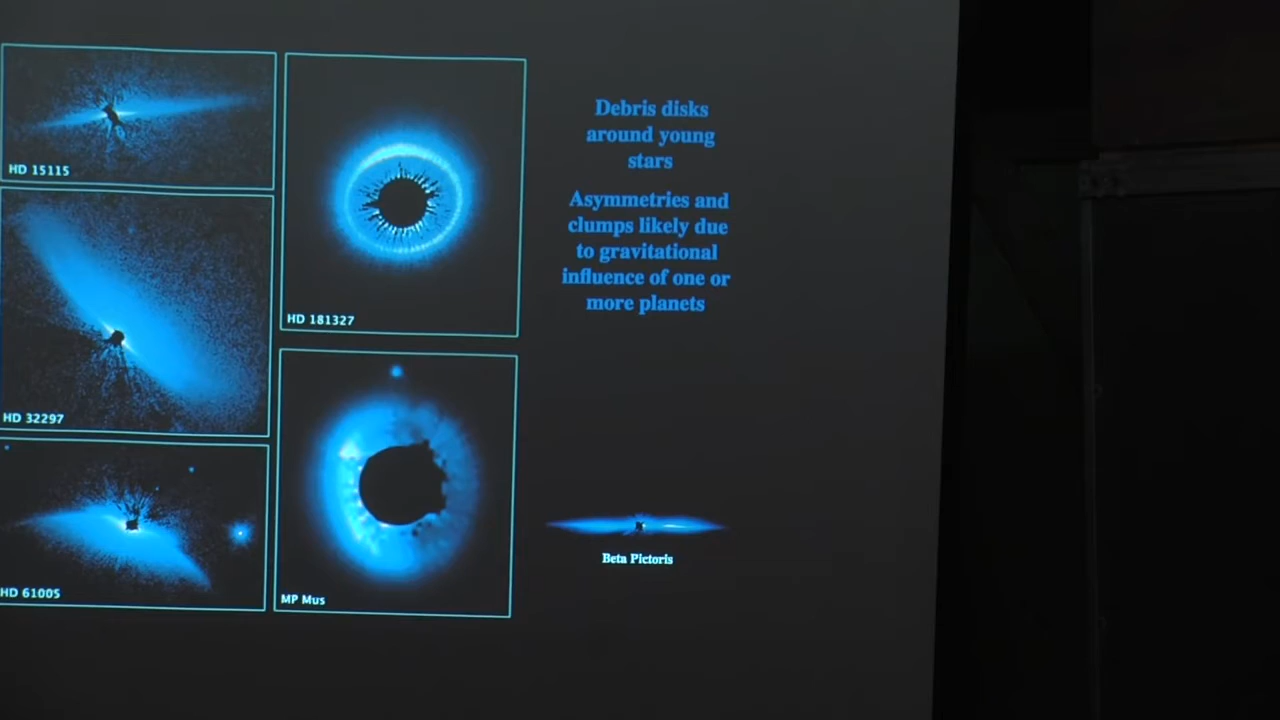 HD 15115
HD 32297
HD 61005
HD 181327
MP Mus
Debris disks
around young
stars
Asymmetries and
clumps likely due
to gravitational
influence of one or
more planets
Beta Pictoris